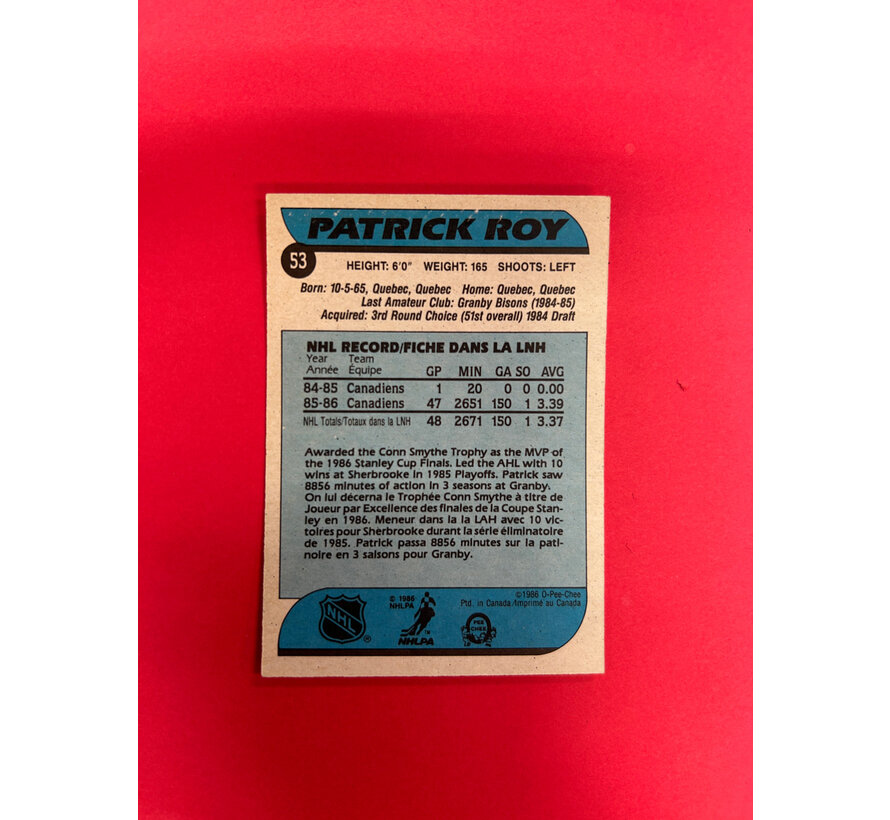 PATRICK ROY
53
HEIGHT: 6'0" WEIGHT: 165 SHOOTS: LEFT
Born: 10-5-65, Quebec, Quebec Home: Quebec, Quebec
Last Amateur Club: Granby Bisons (1984-85)
Acquired: 3rd Round Choice (51st overall) 1984 Draft
NHL RECORD/FICHE DANS LA LNH
Year Team
Année Équipe GP MIN GA SO AVG
84-85 Canadiens 1 20 0 0 0.00
85-86 Canadiens 47 2651 150 1 3.39
NHL Totals/Totaux dans la LNH 48 2671 150 1 3.37
Awarded the Conn Smythe Trophy as the MVP of
the 1986 Stanley Cup Finals. Led the AHL with 10
wins at Sherbrooke in 1985 Playoffs. Patrick saw
8856 minutes of action in 3 seasons at Granby.
On lui décerna le Trophée Conn Smythe à titre de
Joueur par Excellence des finales de la Coupe Stan-
ley en 1986. Meneur dans la la LAH avec 10 vic-
toires pour Sherbrooke durant la série éliminatoire
de 1985. Patrick passa 8856 minutes sur la pati-
noire en 3 saisons pour Granby.
NHL
®
© 1986
NHLPA
TM
NHLPA
©1986 O-Pee-Chee
Ptd. in Canada/Imprimé au Canada
PEE
CHEE